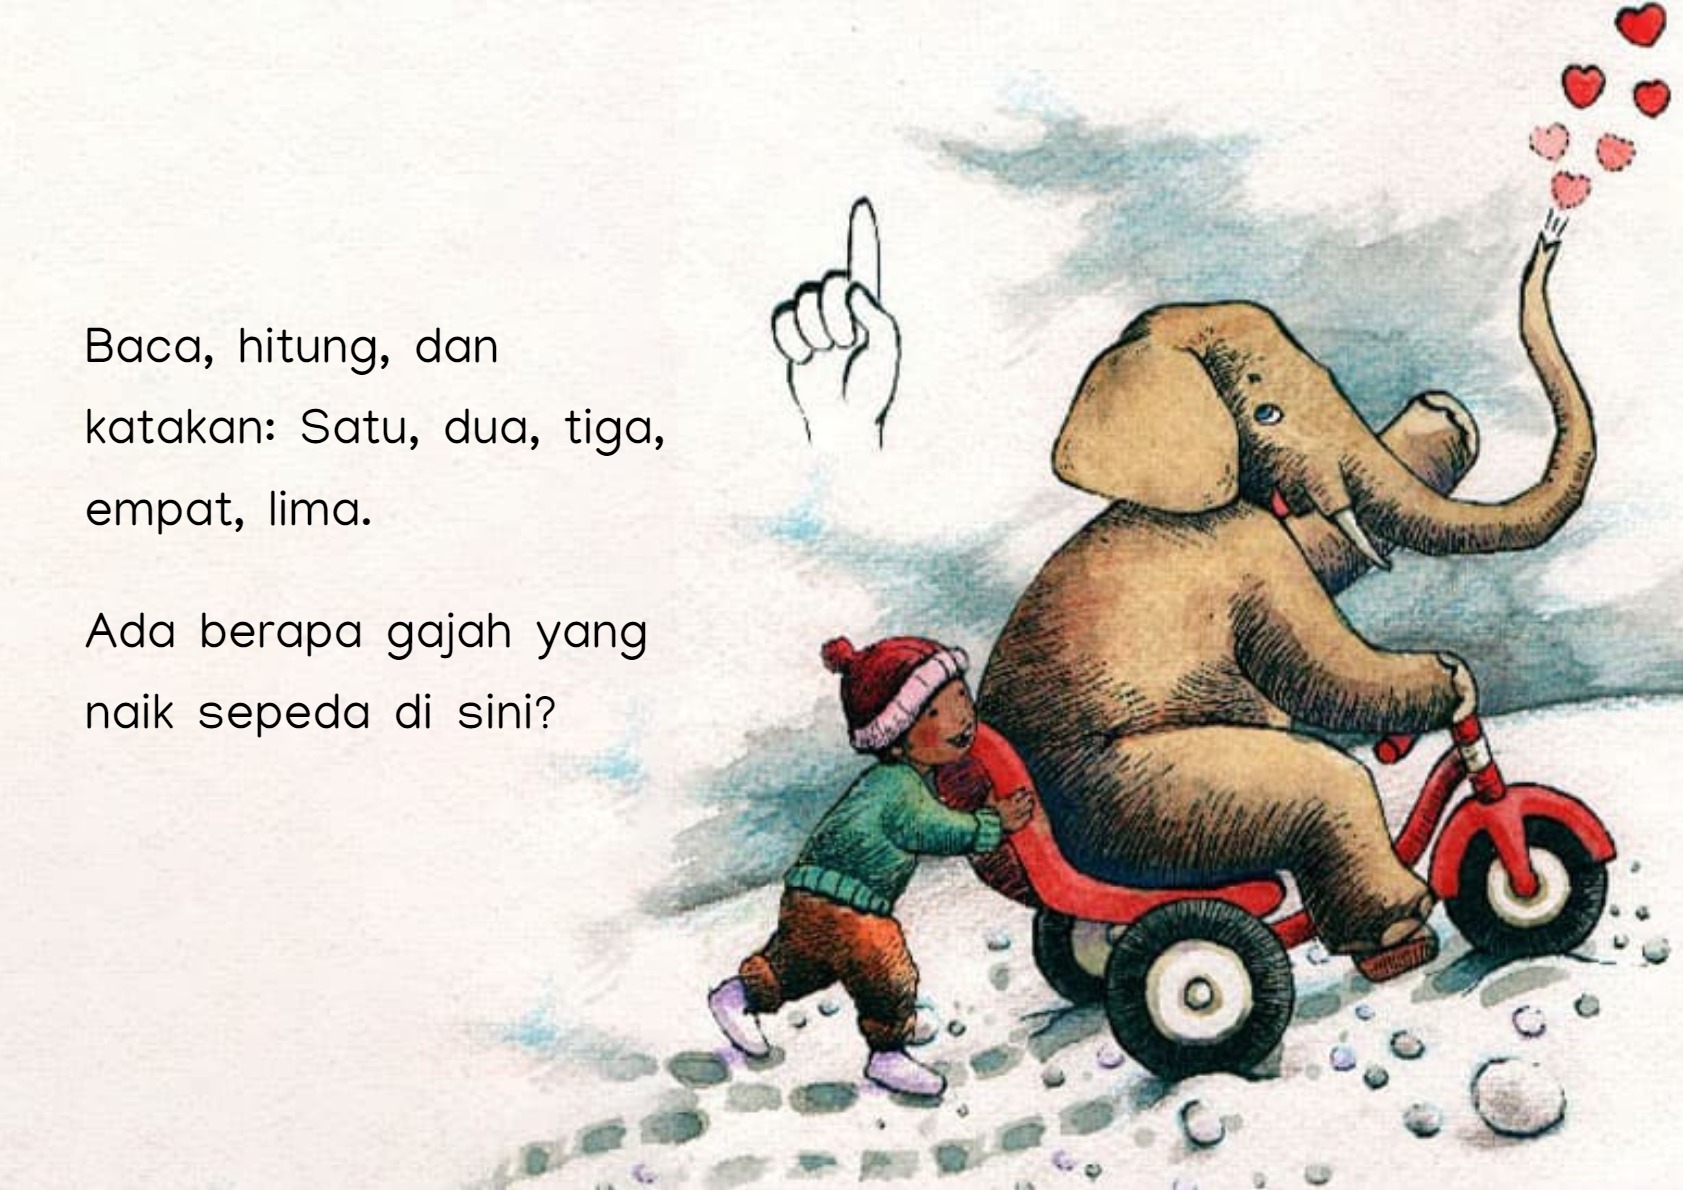 Baca, hitung, dan
katakan: Satu, dua, tiga,
empat, lima.
Ada berapa gajah yang
naik sepeda di sini?